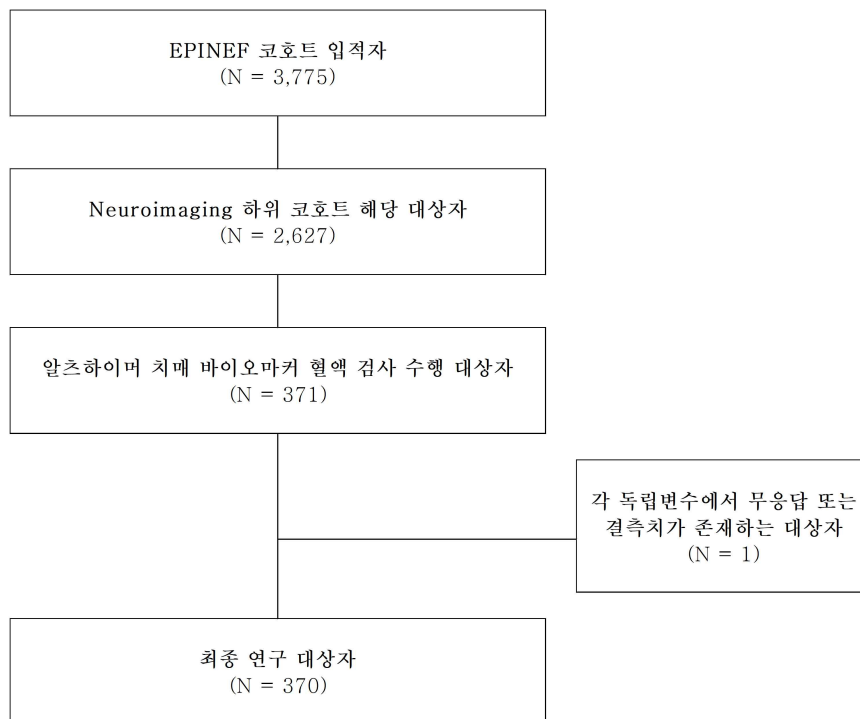 EPINEF 코호트 입적자
(N = 3,775)
Neuroimaging 하위 코호트 해당 대상자
(N = 2,627)
알츠하이머 치매 바이오마커 혈액 검사 수행 대상자
(N = 371)
각 독립변수에서 무응답 또는
결측치가 존재하는 대상자
(N = 1)
최종 연구 대상자
(N = 370)